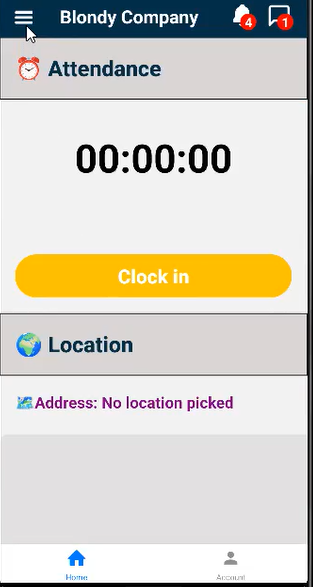 Blondy Company
4
1
Attendance
00:00:00
Clock in
Location
Address: No location picked
Home
Account